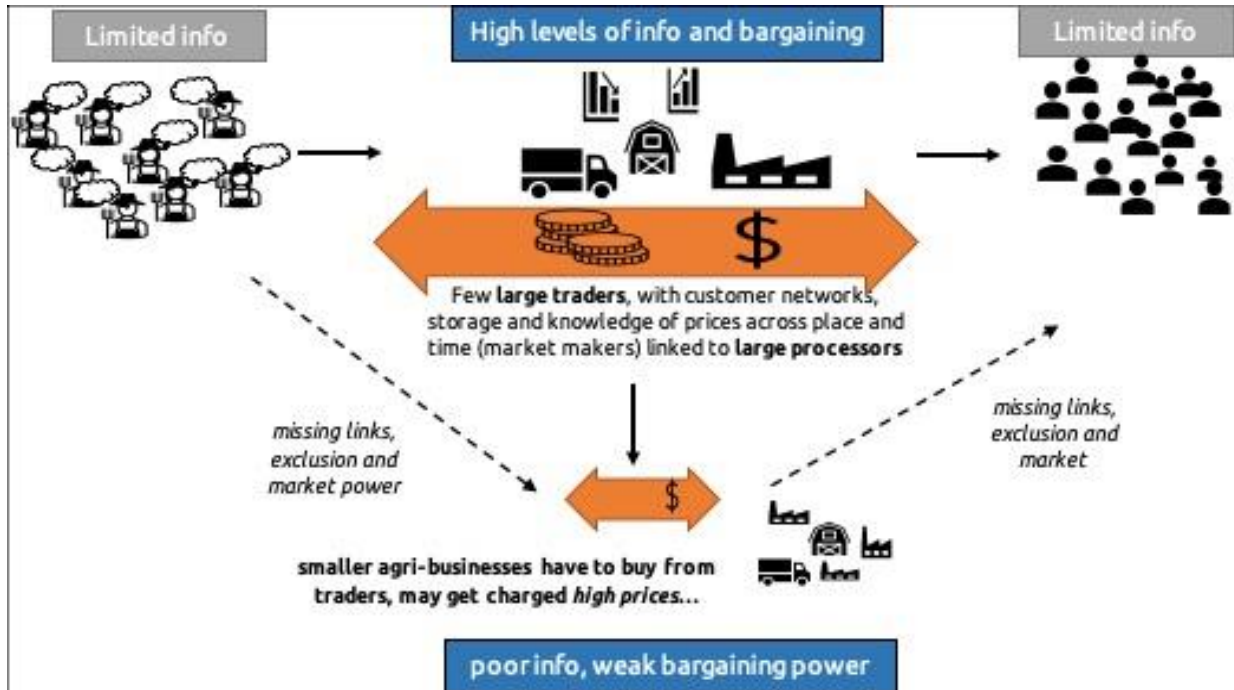 Limited info
High levels of info and bargaining
Limited info
$
Few large traders, with customer networks,
storage and knowledge of prices across place and
time (market makers) linked to large processors
missing links,
exclusion and
market power
missing links,
exclusion and
market
$
smaller agri-businesses have to buy from
traders, may get charged high prices...
poor info, weak bargaining power